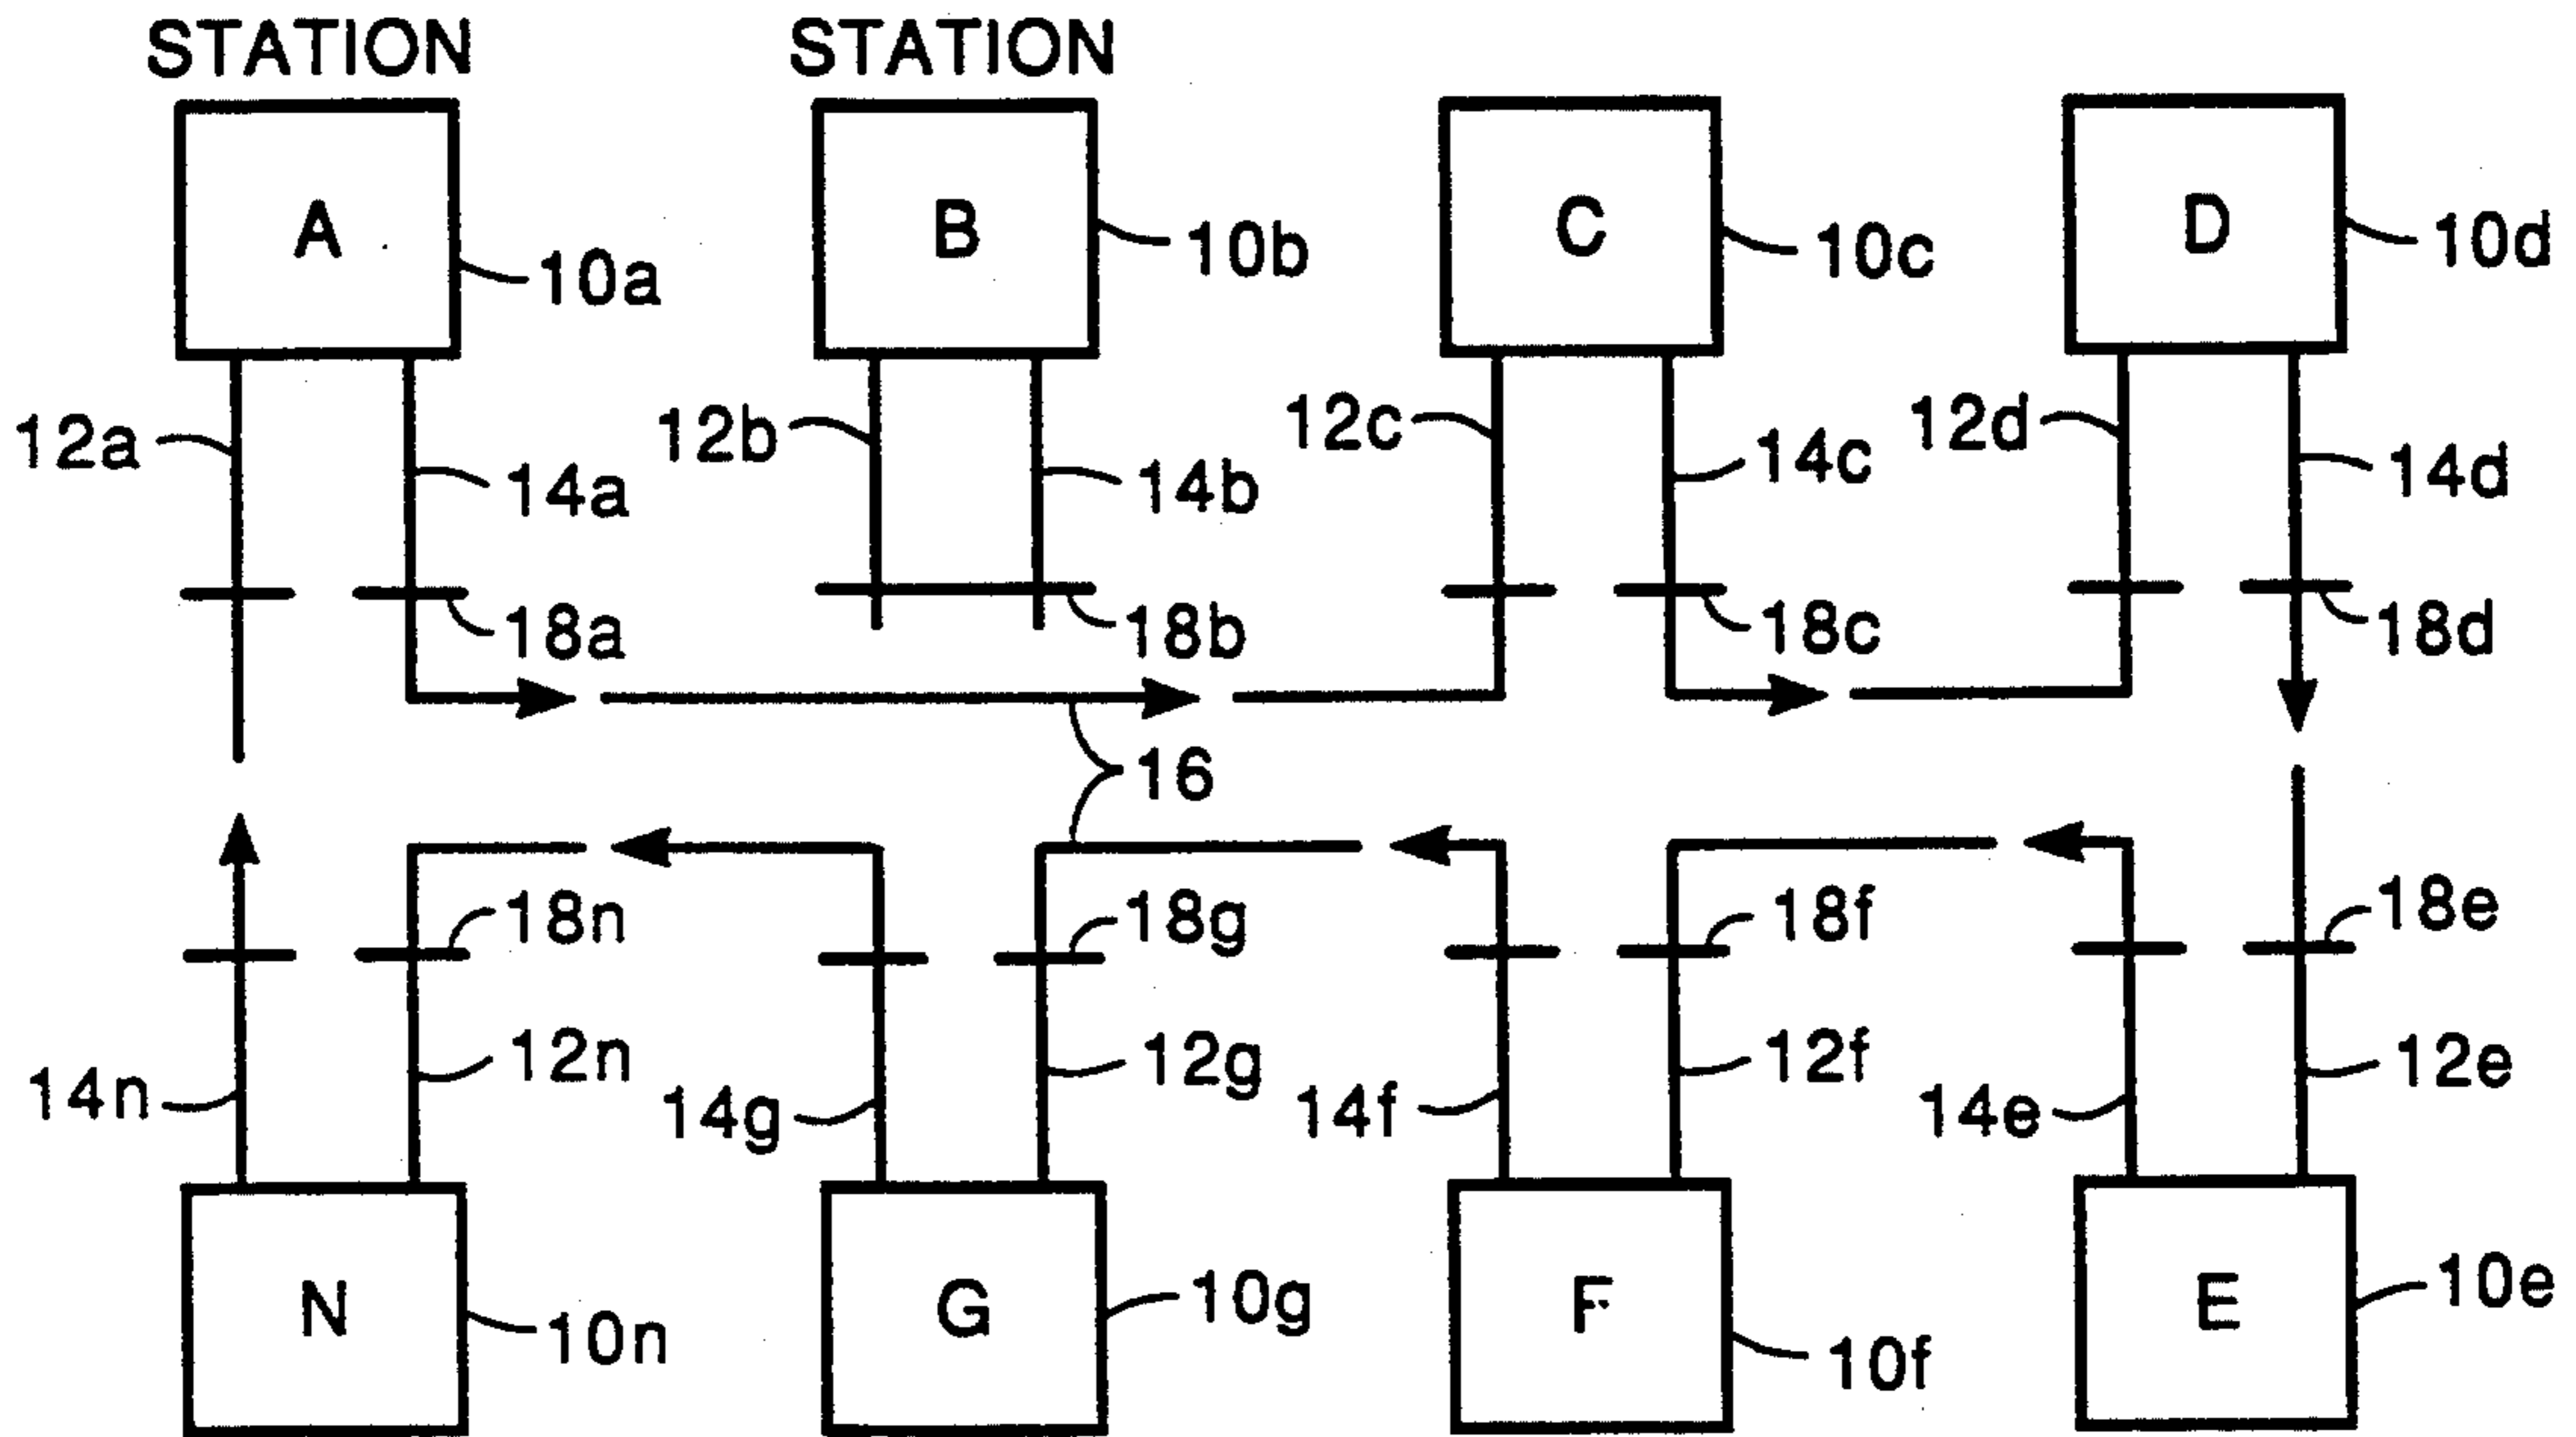 STATION STATION
A B C D
10a 10b 10c 10d
12a 12b 12c 12d
14a 14b 14c 14d
18a 18b 18c 18d
16
18n 18g 18f 18e
12n 12g 12f 12e
14n 14g 14f 14e
N G F E
10n 10g 10f 10e